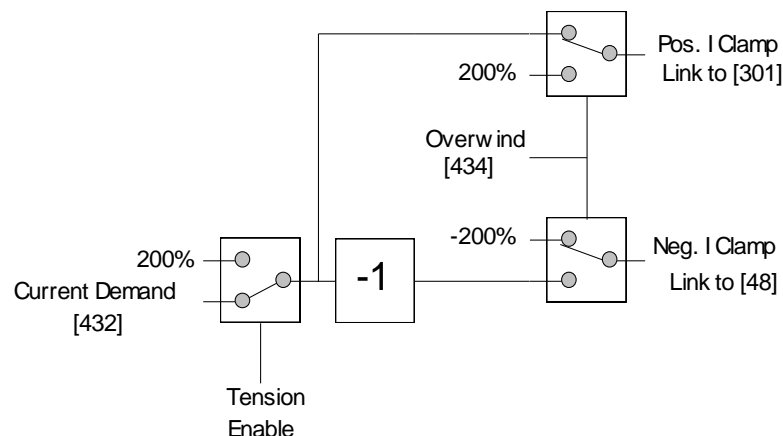 Pos. I Clamp
Link to [301]
200%
Overwind
[434]
-200%
Neg. I Clamp
Link to [48]
200%
Current Demand
[432]
-1
Tension
Enable